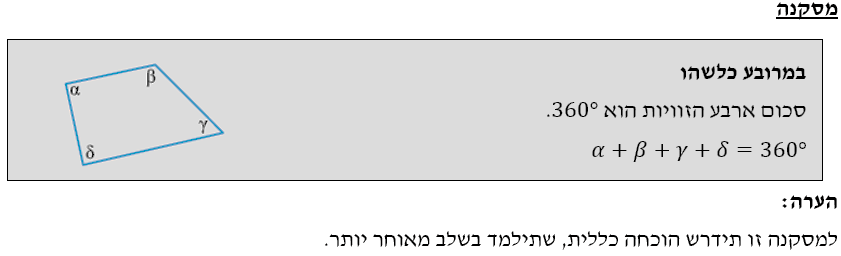 מסקנה
במרובע כלשהו
סכום ארבע הזוויות הוא 360°.
α + β + γ + δ = 360°
α
β
γ
δ
הערה:
למסקנה זו תידרש הוכחה כללית, שתילמד בשלב מאוחר יותר.